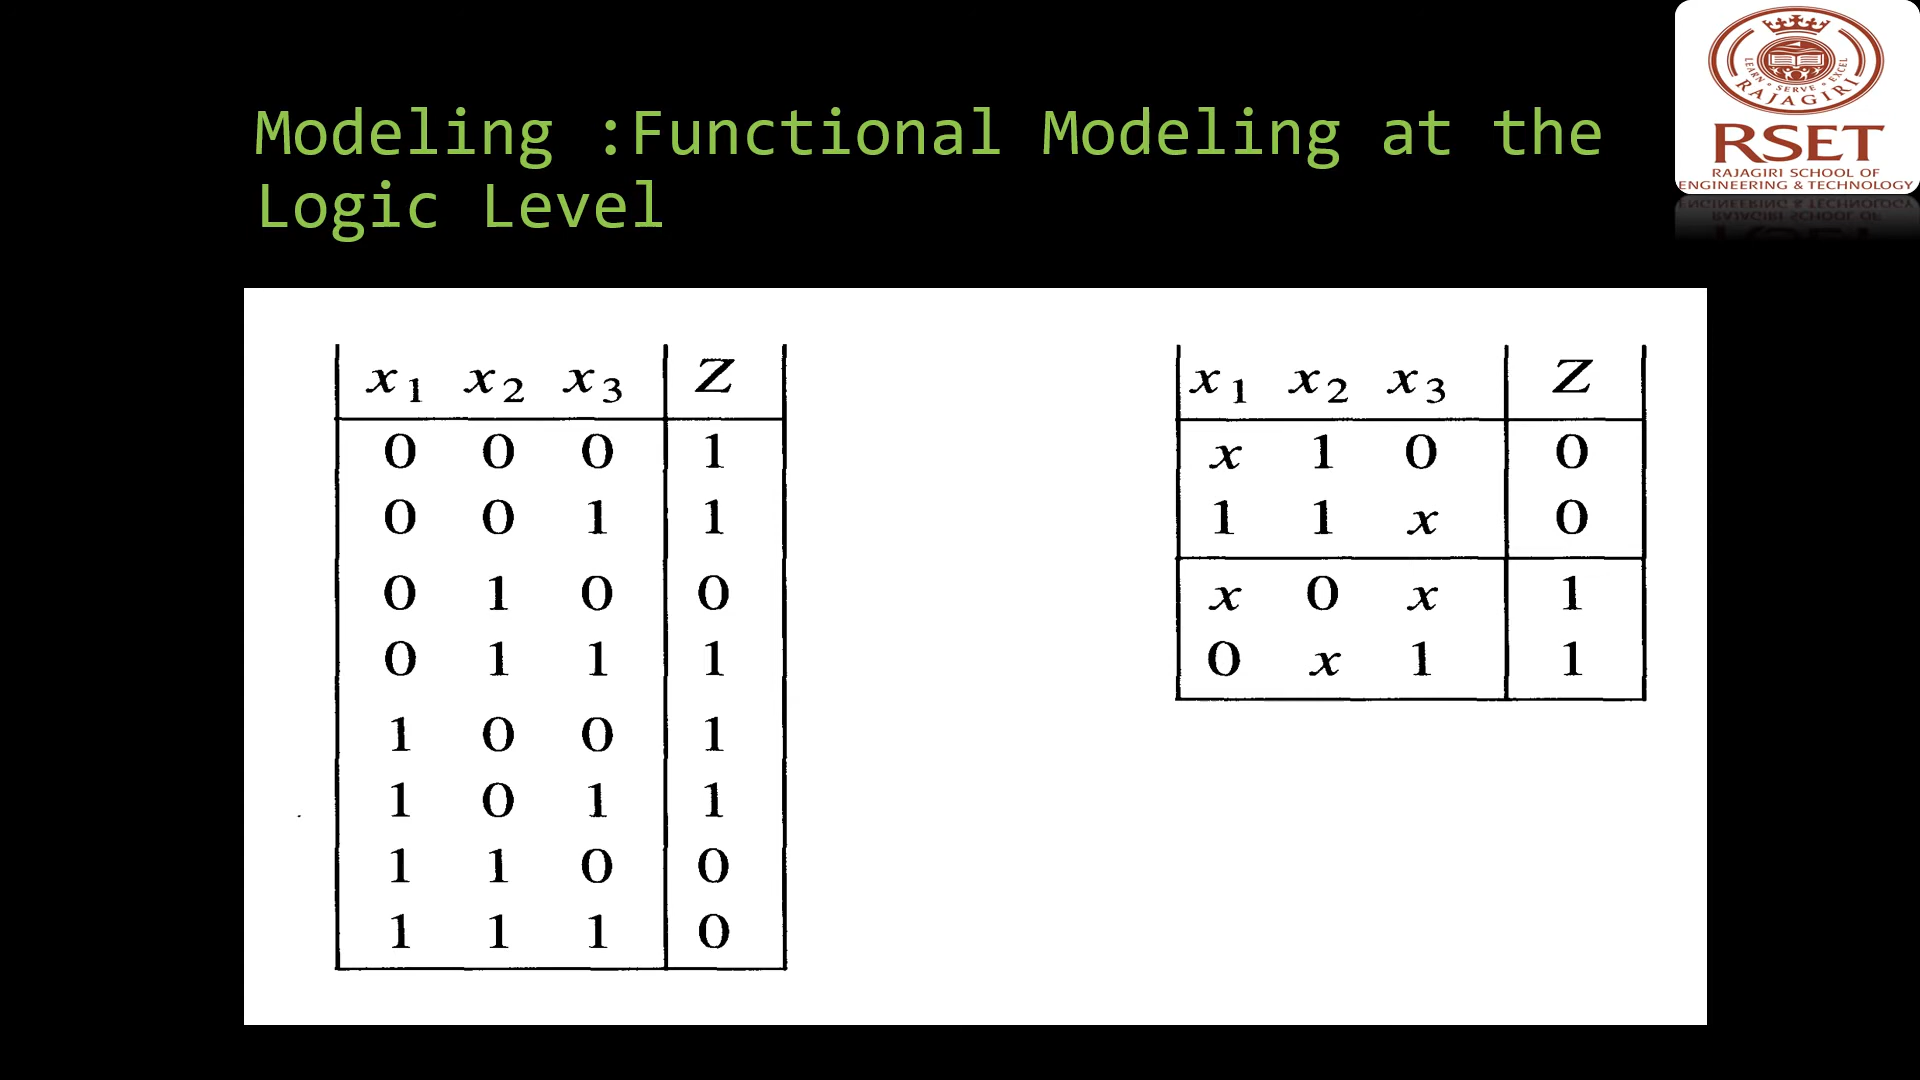 Modeling :Functional Modeling at the
Logic Level
LEARN • SERVE • EXCEL
RAJAGIRI
RSET
RAJAGIRI SCHOOL OF
ENGINEERING & TECHNOLOGY
x1 x2 x3 Z
0 0 0 1
0 0 1 1
0 1 0 0
0 1 1 1
1 0 0 1
1 0 1 1
1 1 0 0
1 1 1 0
x1 x2 x3 Z
x 1 0 0
1 1 x 0
x 0 x 1
0 x 1 1